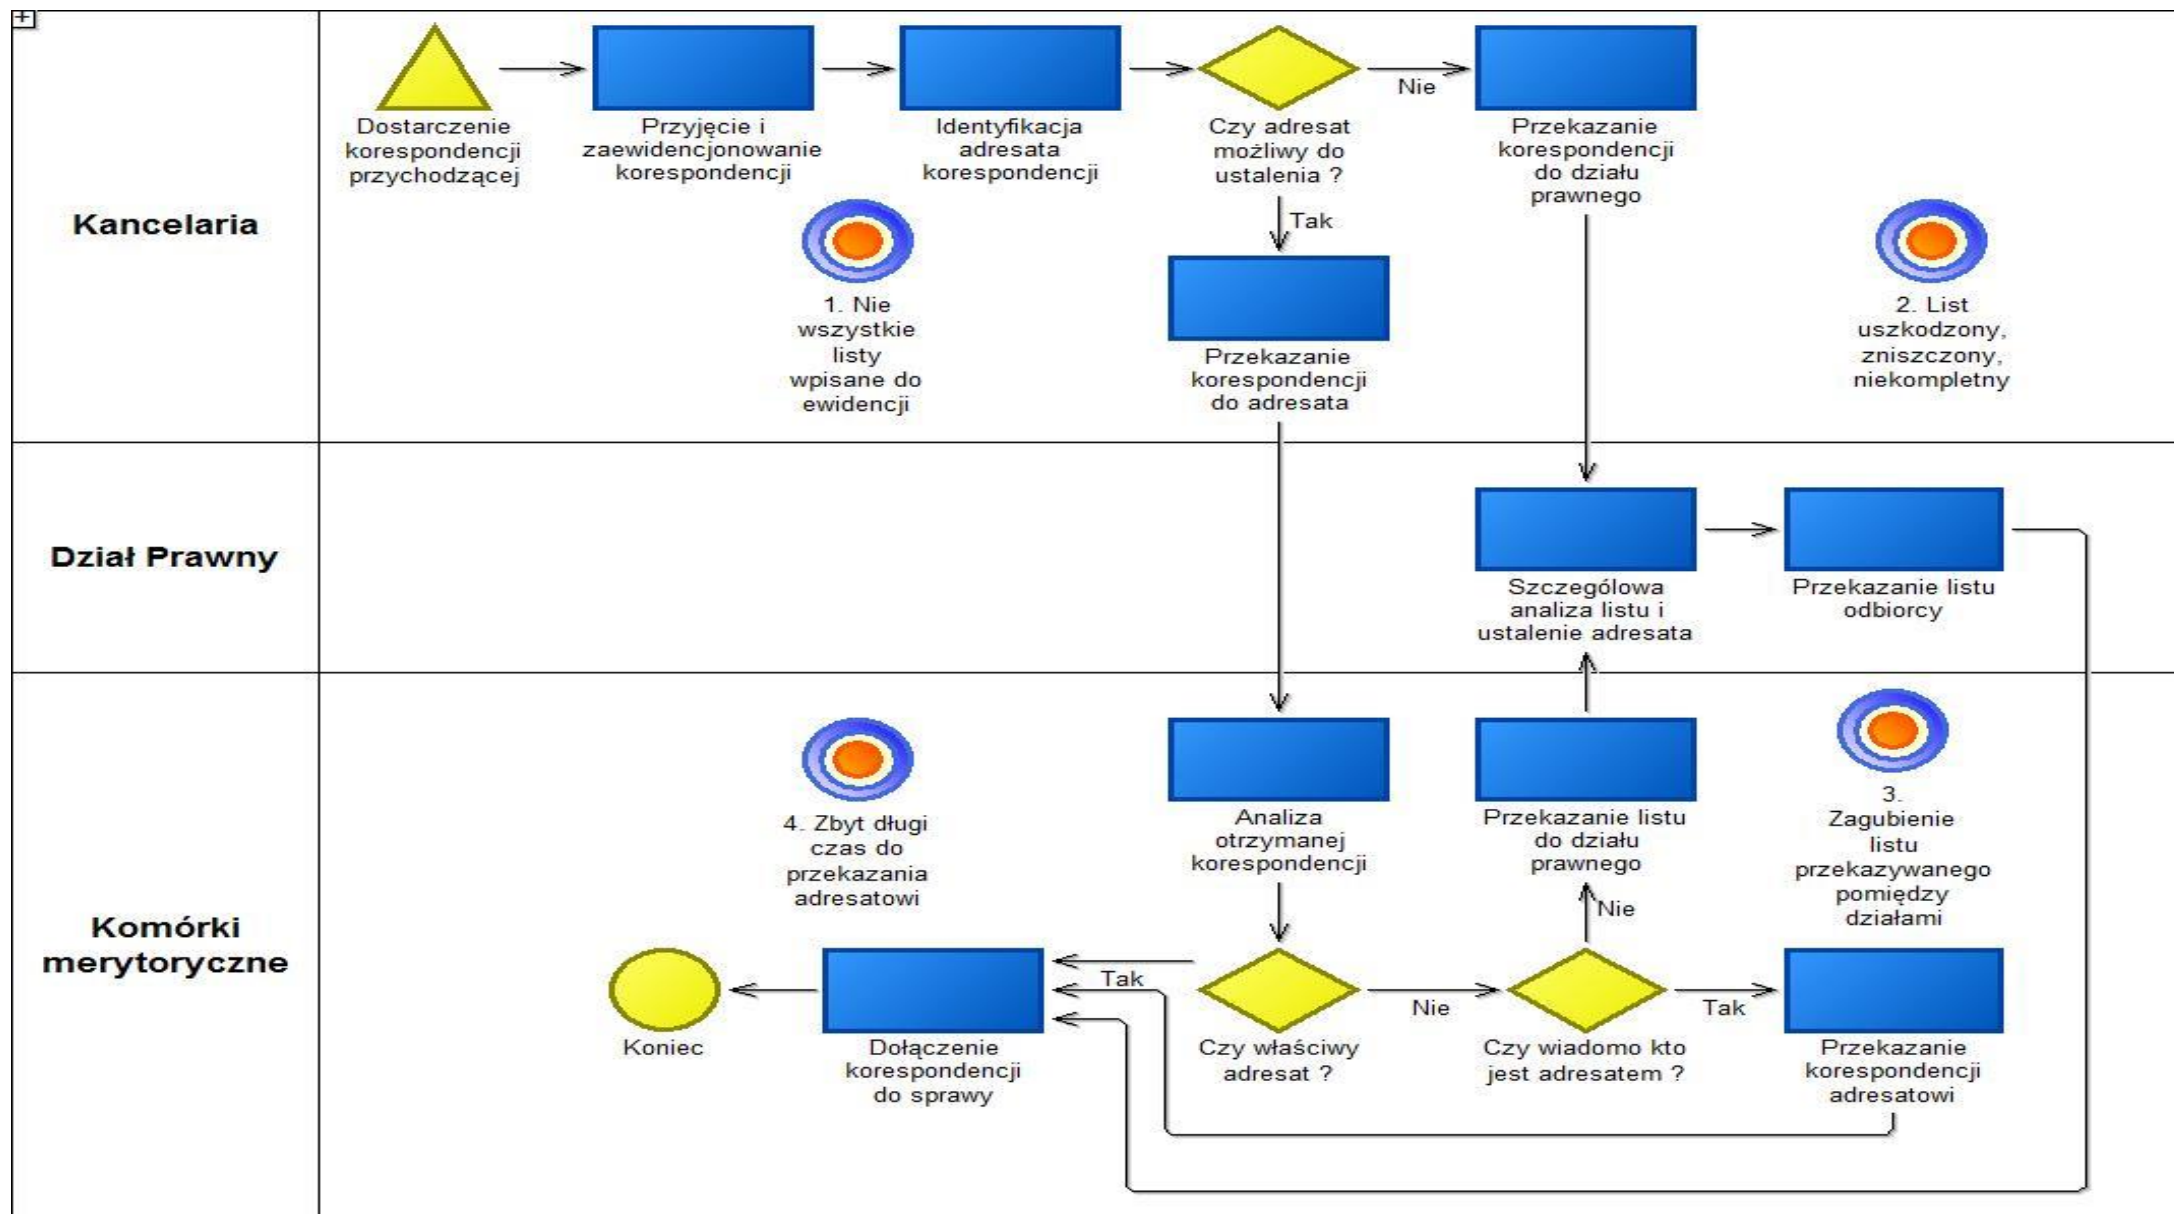 +
Kancelaria
Dostarczenie
korespondencji
przychodzącej
Przyjęcie i
zaewidencjonowanie
korespondencji
Identyfikacja
adresata
korespondencji
Czy adresat
możliwy do
ustalenia ?
Nie
Przekazanie
korespondencji
do działu
prawnego
Tak
1. Nie
wszystkie
listy
wpisane do
ewidencji
Przekazanie
korespondencji
do adresata
2. List
uszkodzony,
zniszczony,
niekompletny
Dział Prawny
Szczególowa
analiza listu i
ustalenie adresata
Przekazanie listu
odbiorcy
Komórki
merytoryczne
4. Zbyt długi
czas do
przekazania
adresatowi
Analiza
otrzymanej
korespondencji
Przekazanie listu
do działu
prawnego
3.
Zagubienie
listu
przekazywanego
pomiędzy
działami
Nie
Koniec
Dołączenie
korespondencji
do sprawy
Tak
Czy właściwy
adresat ?
Nie
Czy wiadomo kto
jest adresatem ?
Tak
Przekazanie
korespondencji
adresatowi